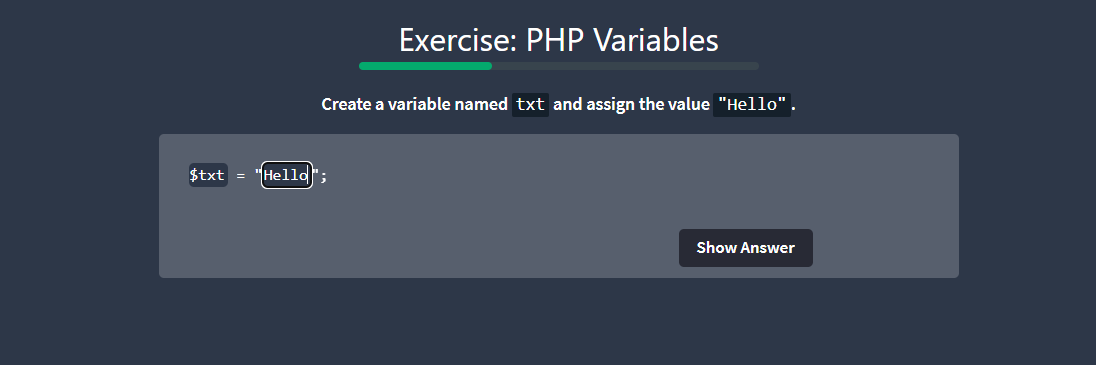 Exercise: PHP Variables
Create a variable named txt and assign the value "Hello".
$txt = "Hello";
Show Answer